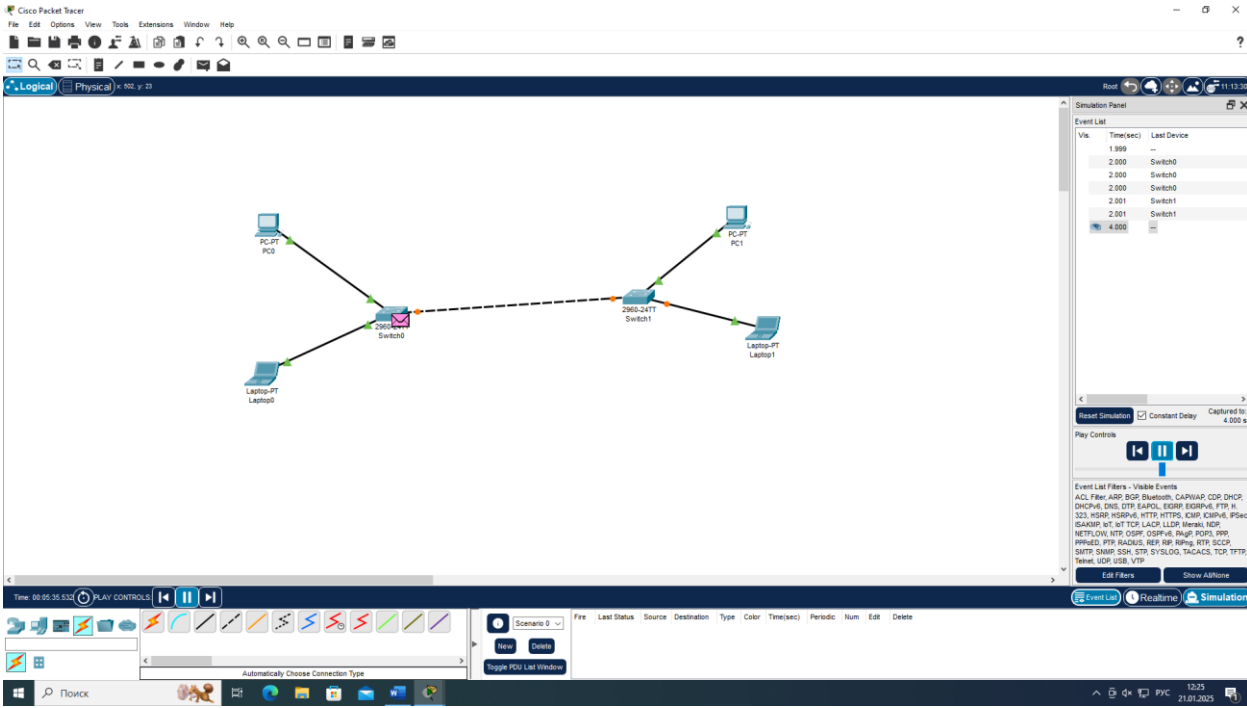 Cisco Packet Tracer
File Edit Options View Tools Extensions Window Help
?
Logical Physical x: 502, y: 23
Root 11:13:30
Simulation Panel
Event List
Vis. Time(sec) Last Device
1.999 --
2.000 Switch0
2.000 Switch0
2.000 Switch0
2.001 Switch1
2.001 Switch1
4.000 --
PC-PT
PC0
PC-PT
PC1
2960-24TT
Switch0
2960-24TT
Switch1
Laptop-PT
Laptop1
Laptop-PT
Laptop0
Reset Simulation Constant Delay Captured to:
4.000 s
Play Controls
Event List Filters - Visible Events
ACL Filter, ARP, BGP, Bluetooth, CAPWAP, CDP, DHCP,
DHCPv6, DNS, DTP, EAPOL, EIGRP, EIGRPv6, FTP, H.
323, HSRP, HSRPv6, HTTP, HTTPS, ICMP, ICMPv6, IPSec,
ISAKMP, IoT, IoT TCP, LACP, LLDP, Meraki, NDP,
NETFLOW, NTP, OSPF, OSPFv6, PAgP, POP3, PPP,
PPPoED, PTP, RADIUS, REP, RIP, RIPng, RTP, SCCP,
SMTP, SNMP, SSH, STP, SYSLOG, TACACS, TCP, TFTP,
Telnet, UDP, USB, VTP
Edit Filters Show All/None
Time: 00:05:35.532 PLAY CONTROLS:
Event List Realtime Simulation
Scenario 0
New Delete
Toggle PDU List Window
Fire Last Status Source Destination Type Color Time(sec) Periodic Num Edit Delete
Automatically Choose Connection Type
Поиск
РУС
12:25
21.01.2025